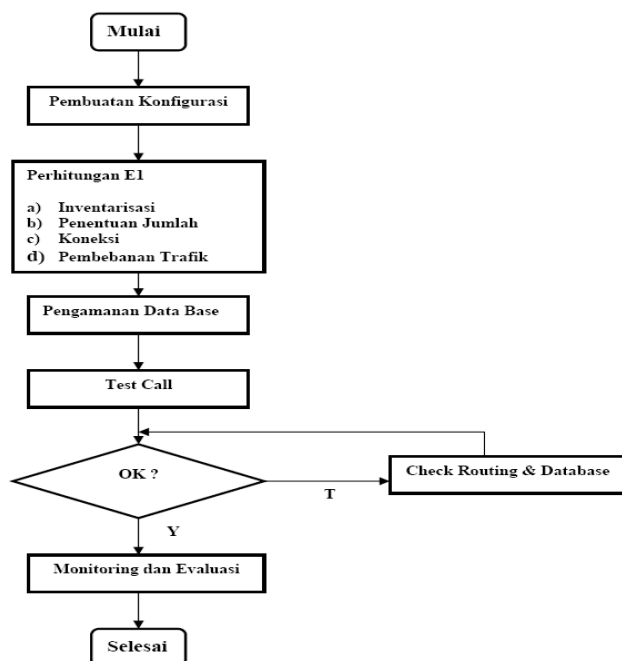 Mulai
Pembuatan Konfigurasi
Perhitungan E1
a) Inventarisasi
b) Penentuan Jumlah
c) Koneksi
d) Pembebanan Trafik
Pengamanan Data Base
Test Call
OK ?
T
Check Routing & Database
Y
Monitoring dan Evaluasi
Selesai